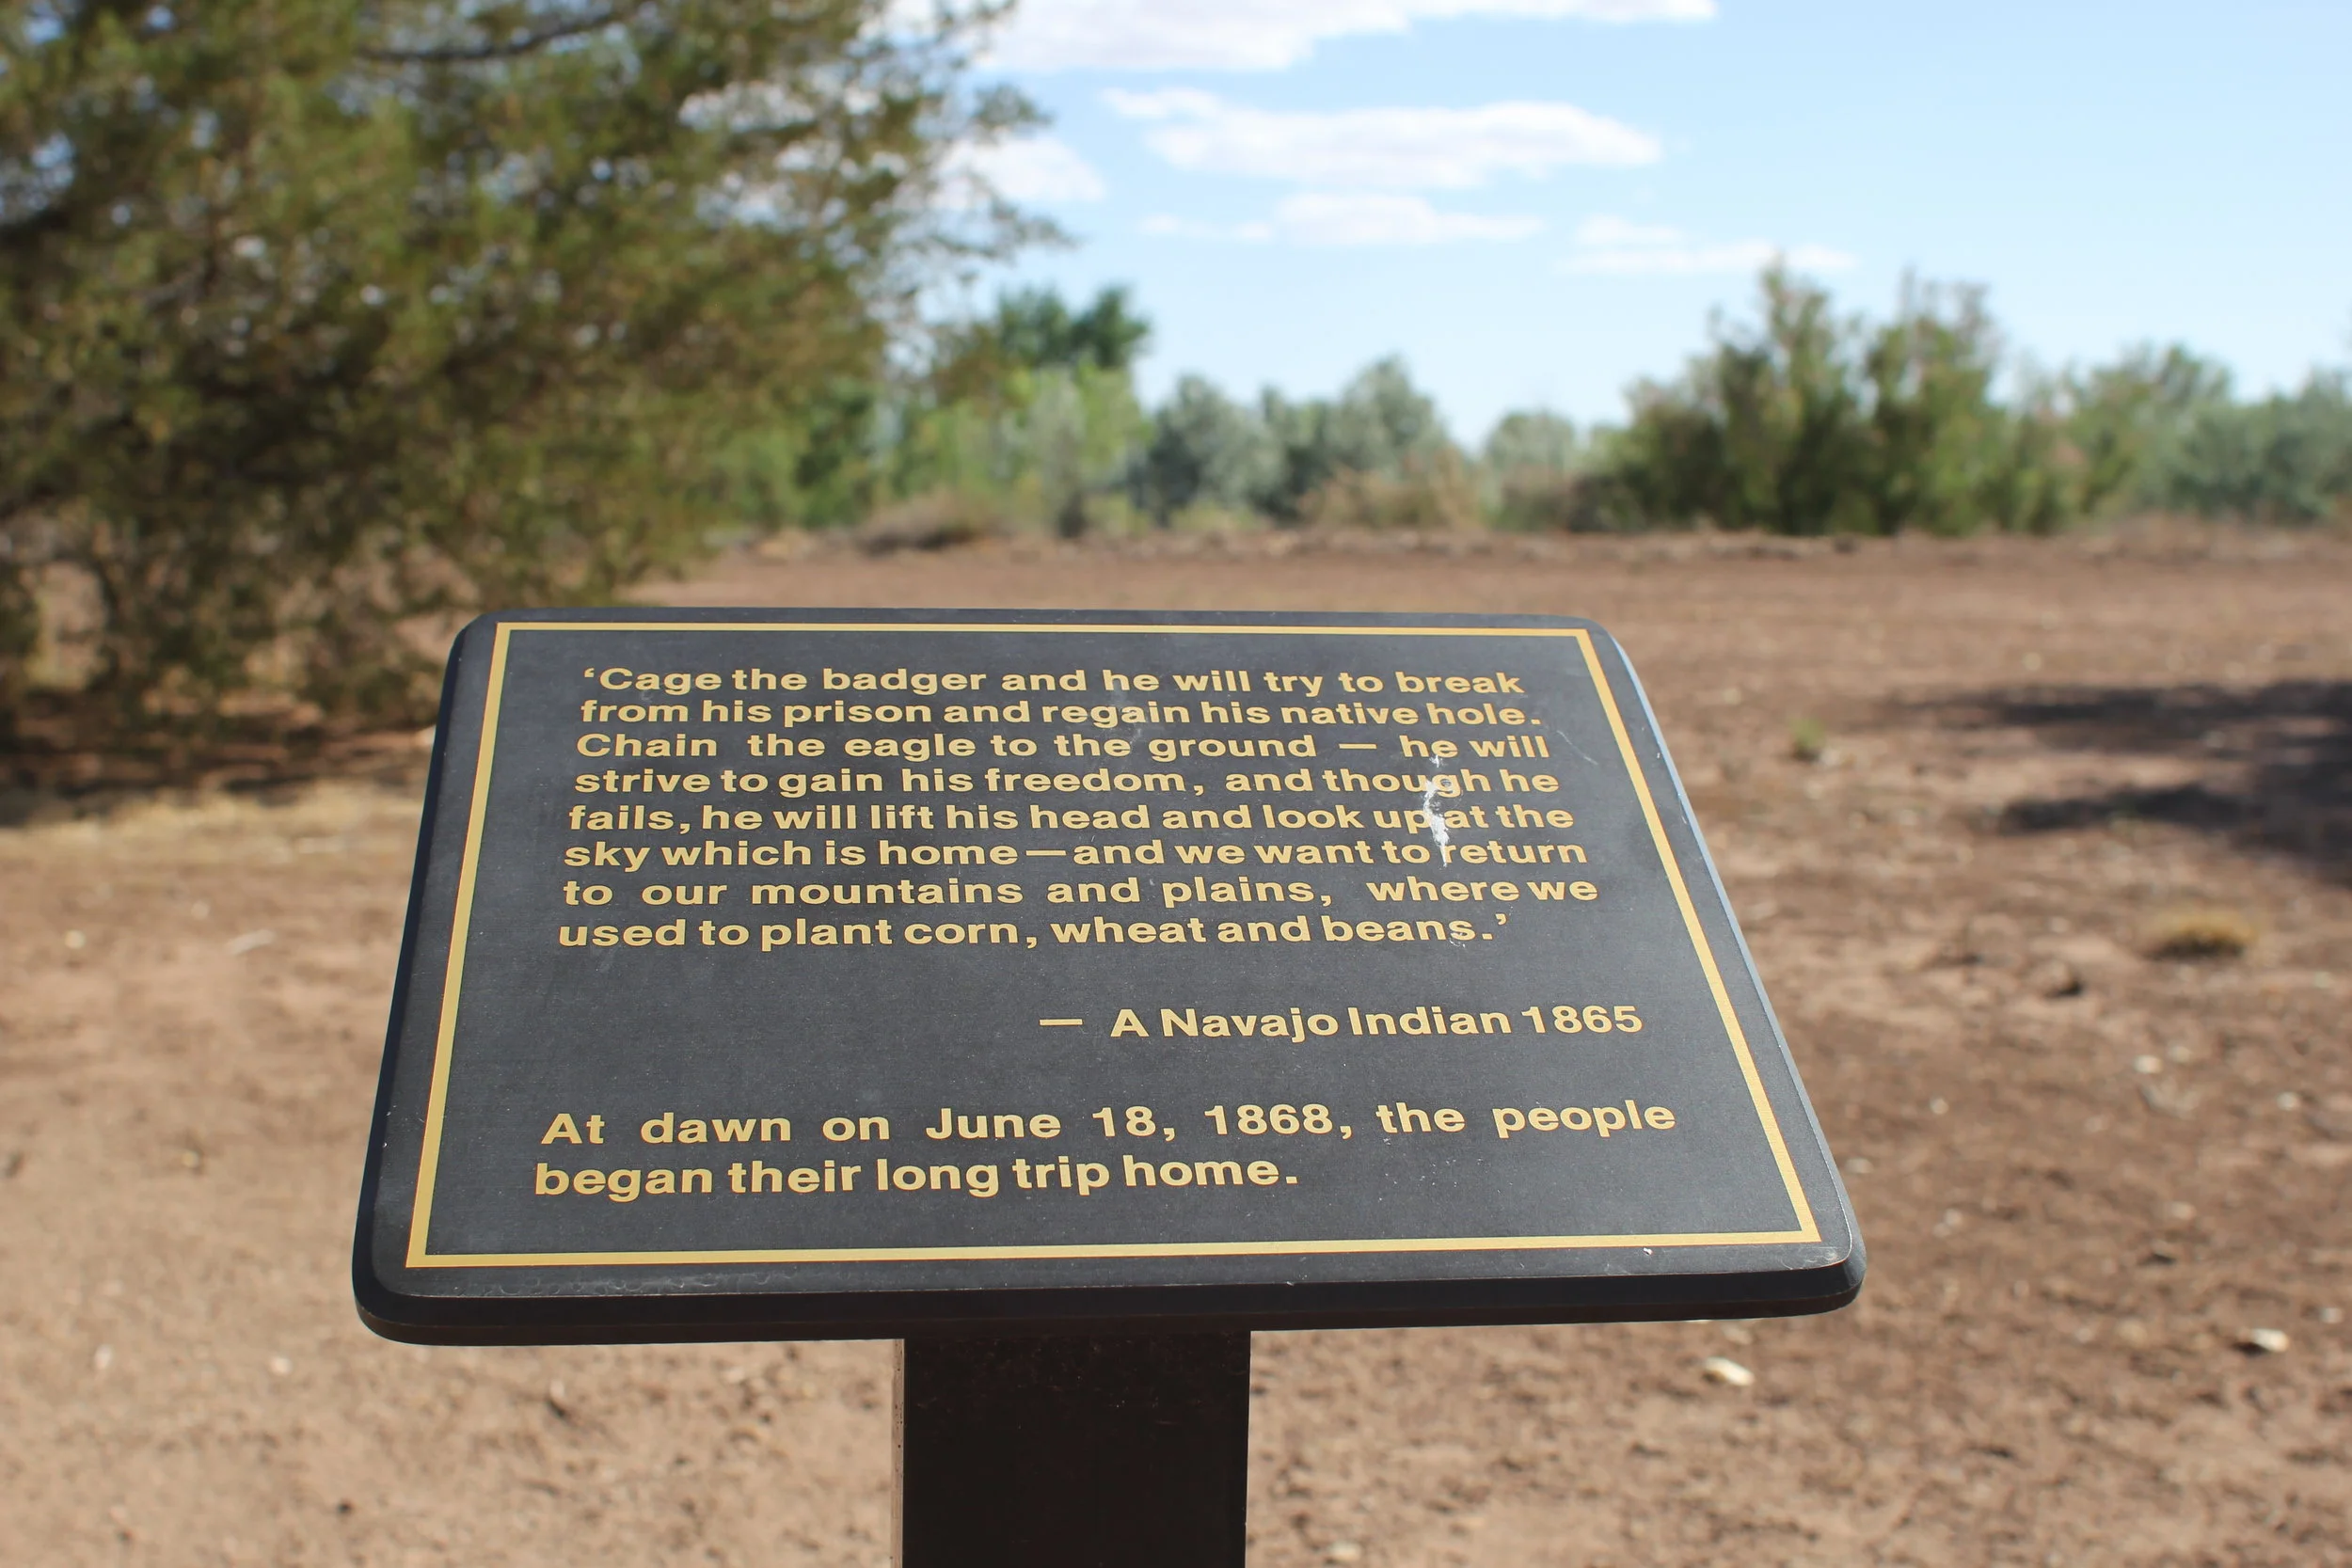 ‘Cage the badger and he will try to break
from his prison and regain his native hole.
Chain the eagle to the ground — he will
strive to gain his freedom, and though he
fails, he will lift his head and look up at the
sky which is home—and we want to return
to our mountains and plains, where we
used to plant corn, wheat and beans.’
— A Navajo Indian 1865
At dawn on June 18, 1868, the people
began their long trip home.